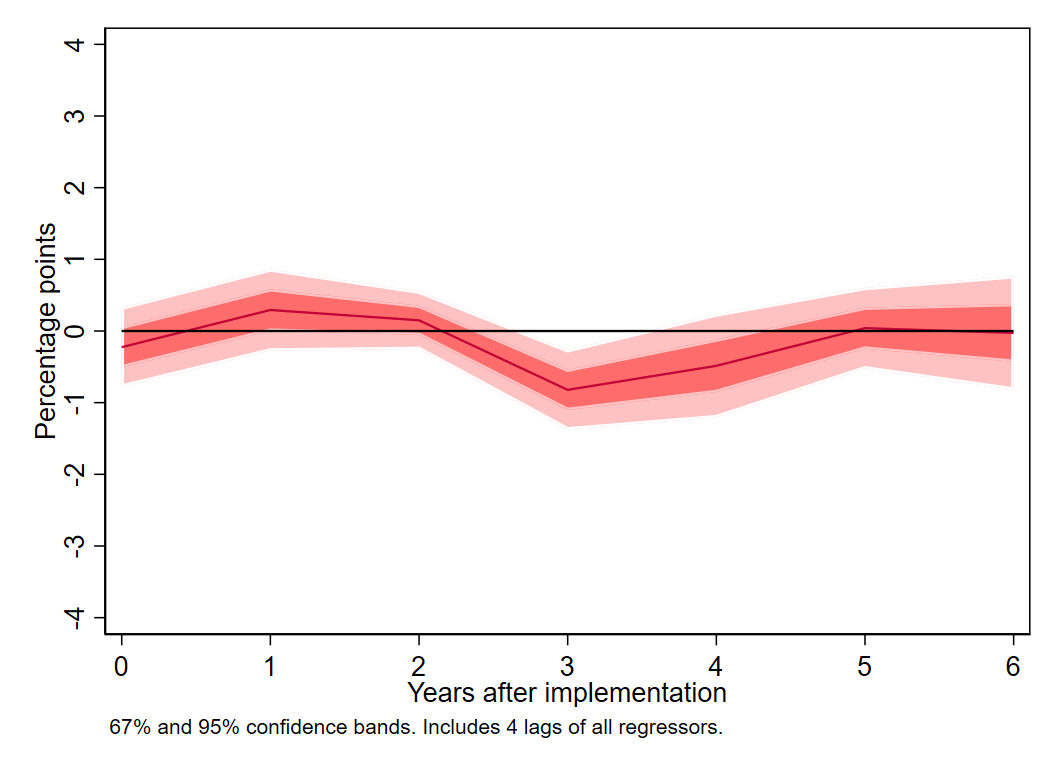 4
3
2
1
0
-1
-2
-3
-4
Percentage points
0 1 2 3 4 5 6
Years after implementation
67% and 95% confidence bands. Includes 4 lags of all regressors.